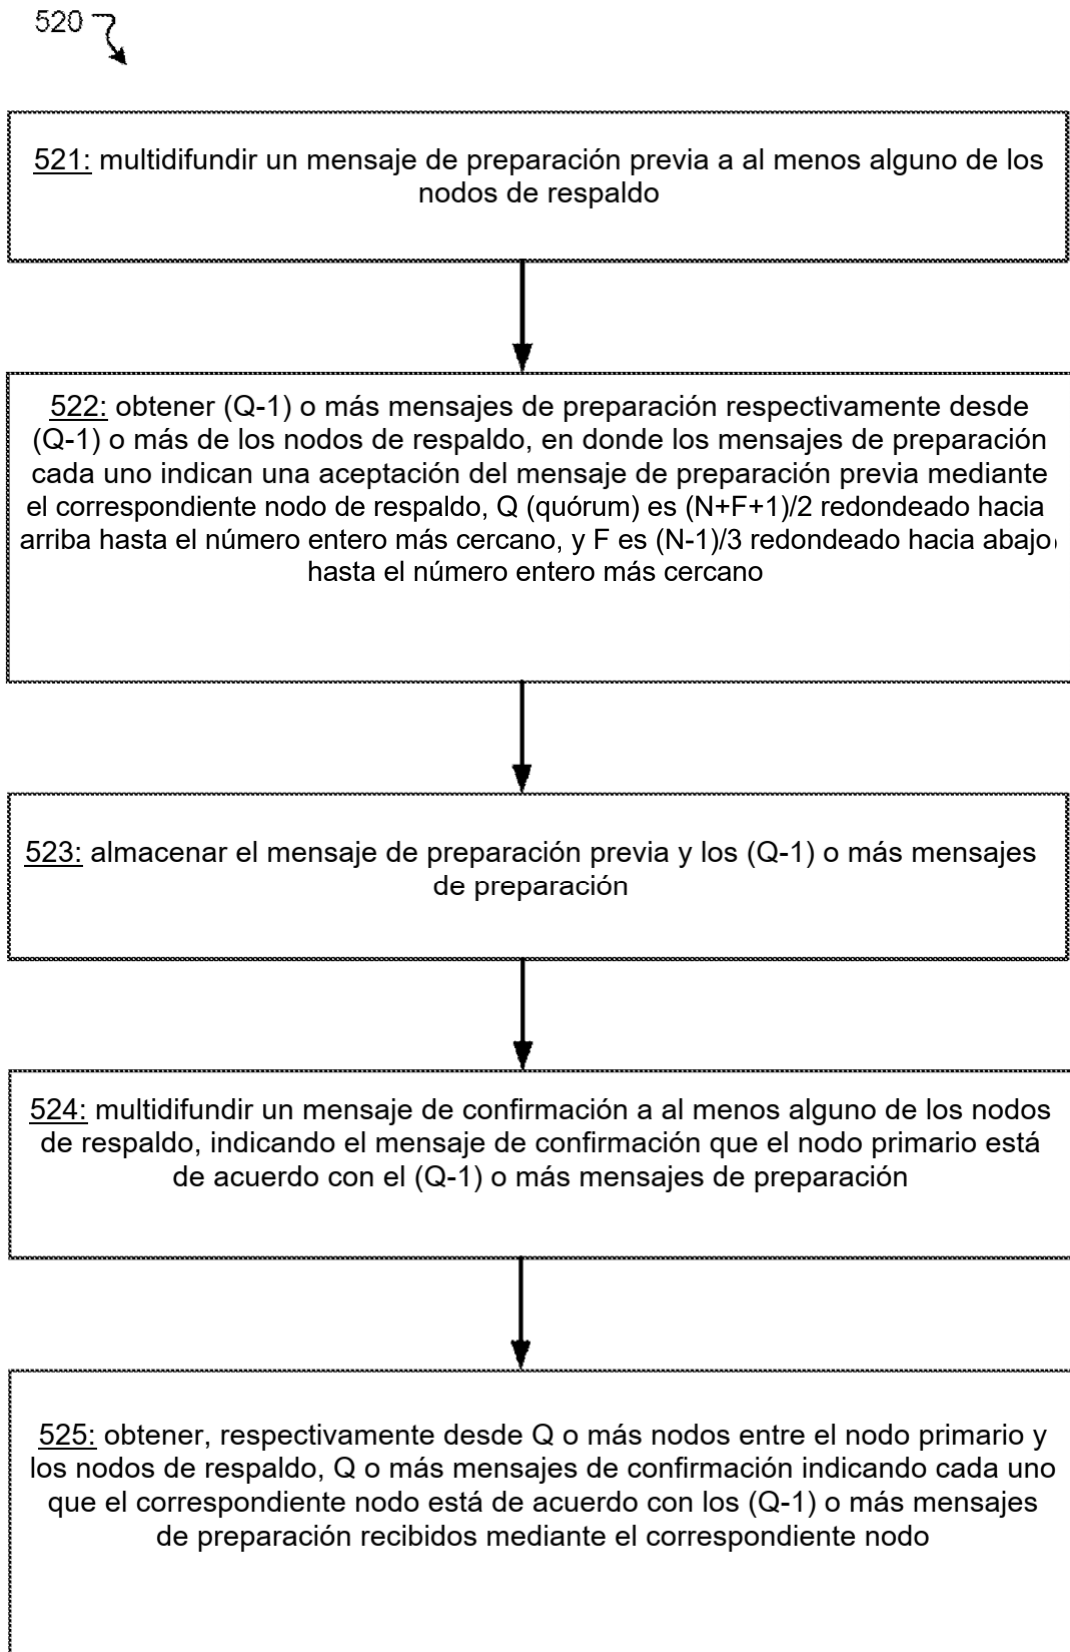 520
521: multidifundir un mensaje de preparación previa a al menos alguno de los
nodos de respaldo
522: obtener (Q-1) o más mensajes de preparación respectivamente desde
(Q-1) o más de los nodos de respaldo, en donde los mensajes de preparación
cada uno indican una aceptación del mensaje de preparación previa mediante
el correspondiente nodo de respaldo, Q (quórum) es (N+F+1)/2 redondeado hacia
arriba hasta el número entero más cercano, y F es (N-1)/3 redondeado hacia abajo
hasta el número entero más cercano
523: almacenar el mensaje de preparación previa y los (Q-1) o más mensajes
de preparación
524: multidifundir un mensaje de confirmación a al menos alguno de los nodos
de respaldo, indicando el mensaje de confirmación que el nodo primario está
de acuerdo con el (Q-1) o más mensajes de preparación
525: obtener, respectivamente desde Q o más nodos entre el nodo primario y
los nodos de respaldo, Q o más mensajes de confirmación indicando cada uno
que el correspondiente nodo está de acuerdo con los (Q-1) o más mensajes
de preparación recibidos mediante el correspondiente nodo